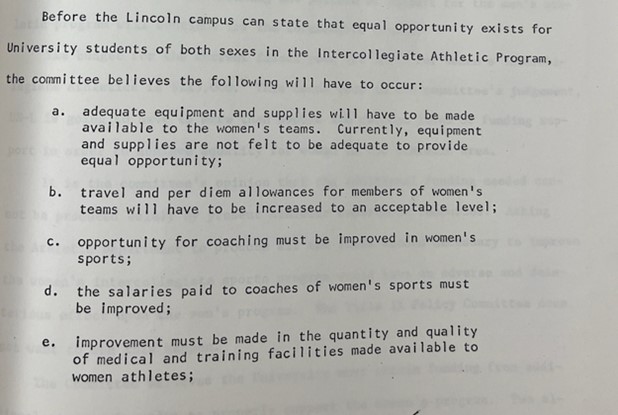 Before the Lincoln campus can state that equal opportunity exists for
University students of both sexes in the Intercollegiate Athletic Program,
the committee believes the following will have to occur:
a. adequate equipment and supplies will have to be made
available to the women's teams. Currently, equipment
and supplies are not felt to be adequate to provide
equal opportunity;
b. travel and per diem allowances for members of women's
teams will have to be increased to an acceptable level;
c. opportunity for coaching must be improved in women's
sports;
d. the salaries paid to coaches of women's sports must
be improved;
e. improvement must be made in the quantity and quality
of medical and training facilities made available to
women athletes;